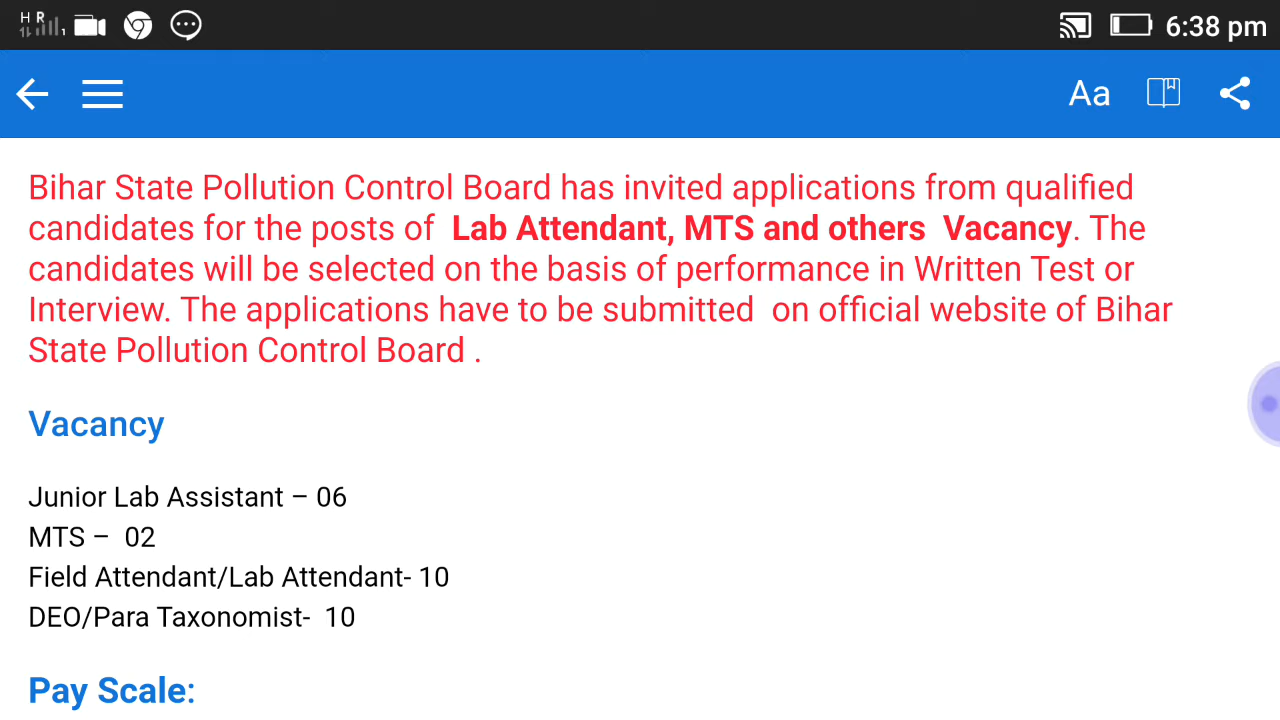 H R 1 6:38 pm
Aa
Bihar State Pollution Control Board has invited applications from qualified
candidates for the posts of Lab Attendant, MTS and others Vacancy. The
candidates will be selected on the basis of performance in Written Test or
Interview. The applications have to be submitted on official website of Bihar
State Pollution Control Board .
Vacancy
Junior Lab Assistant – 06
MTS – 02
Field Attendant/Lab Attendant- 10
DEO/Para Taxonomist- 10
Pay Scale: